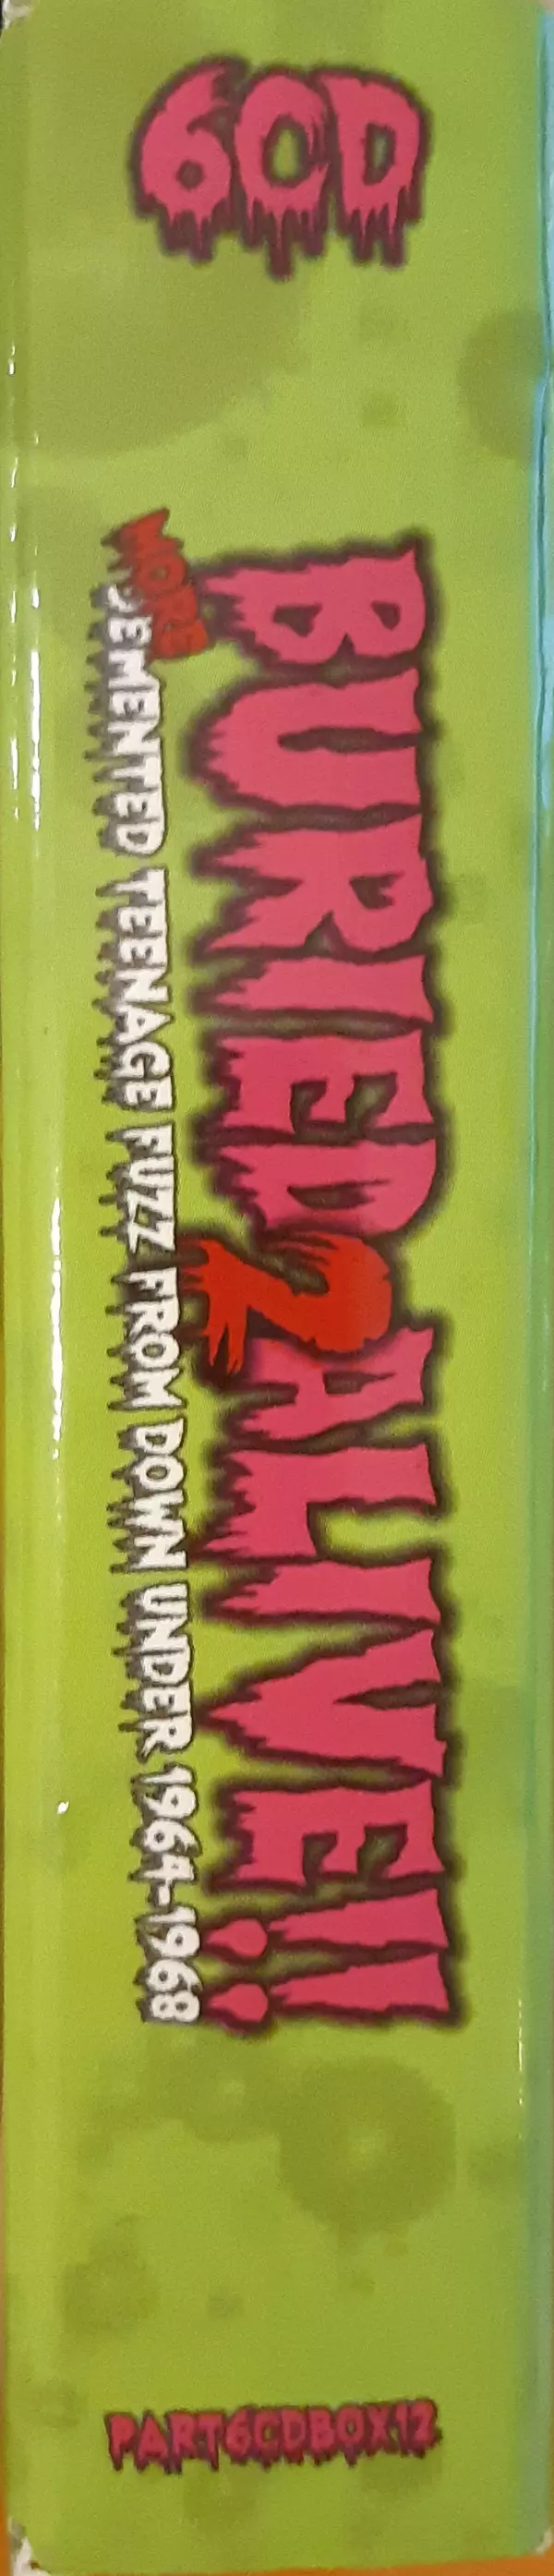 6CD
BURIED 2 ALIVE!!
MORE
DEMENTED TEENAGE FUZZ FROM DOWN UNDER 1964-1968
PART6CDBOX12